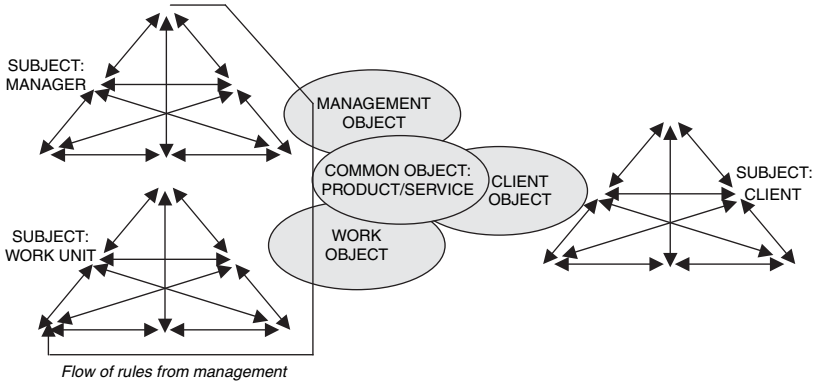 SUBJECT:
MANAGER
MANAGEMENT
OBJECT
COMMON OBJECT:
PRODUCT/SERVICE
CLIENT
OBJECT
SUBJECT:
CLIENT
SUBJECT:
WORK UNIT
WORK
OBJECT
Flow of rules from management